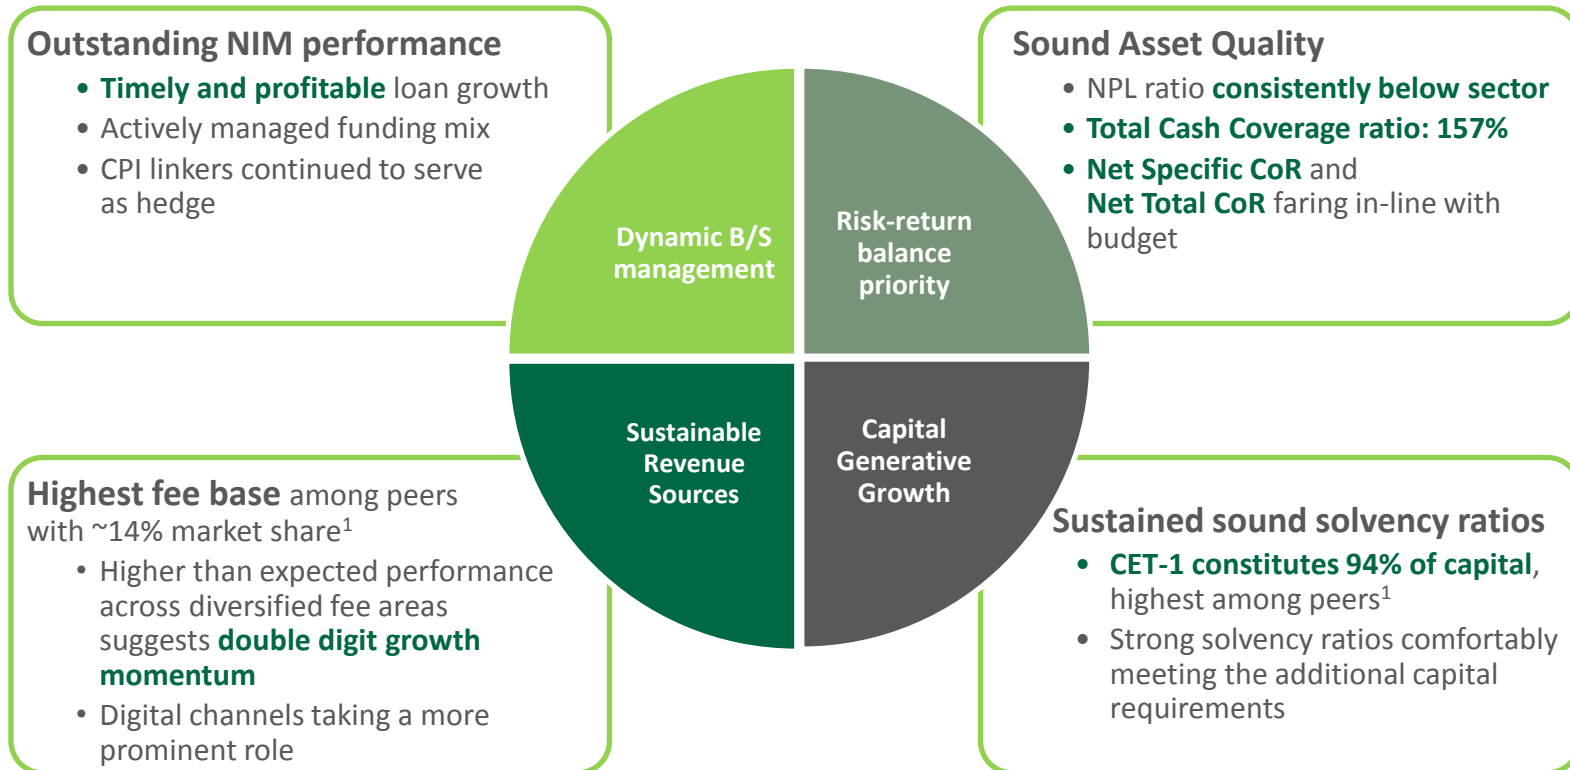 Outstanding NIM performance
• Timely and profitable loan growth
• Actively managed funding mix
• CPI linkers continued to serve
as hedge
Sound Asset Quality
• NPL ratio consistently below sector
• Total Cash Coverage ratio: 157%
• Net Specific CoR and
Net Total CoR faring in-line with
budget
Dynamic B/S
management
Risk-return
balance
priority
Sustainable
Revenue
Sources
Capital
Generative
Growth
Highest fee base among peers
with ~14% market share¹
• Higher than expected performance
across diversified fee areas
suggests double digit growth
momentum
• Digital channels taking a more
prominent role
Sustained sound solvency ratios
• CET-1 constitutes 94% of capital,
highest among peers¹
• Strong solvency ratios comfortably
meeting the additional capital
requirements